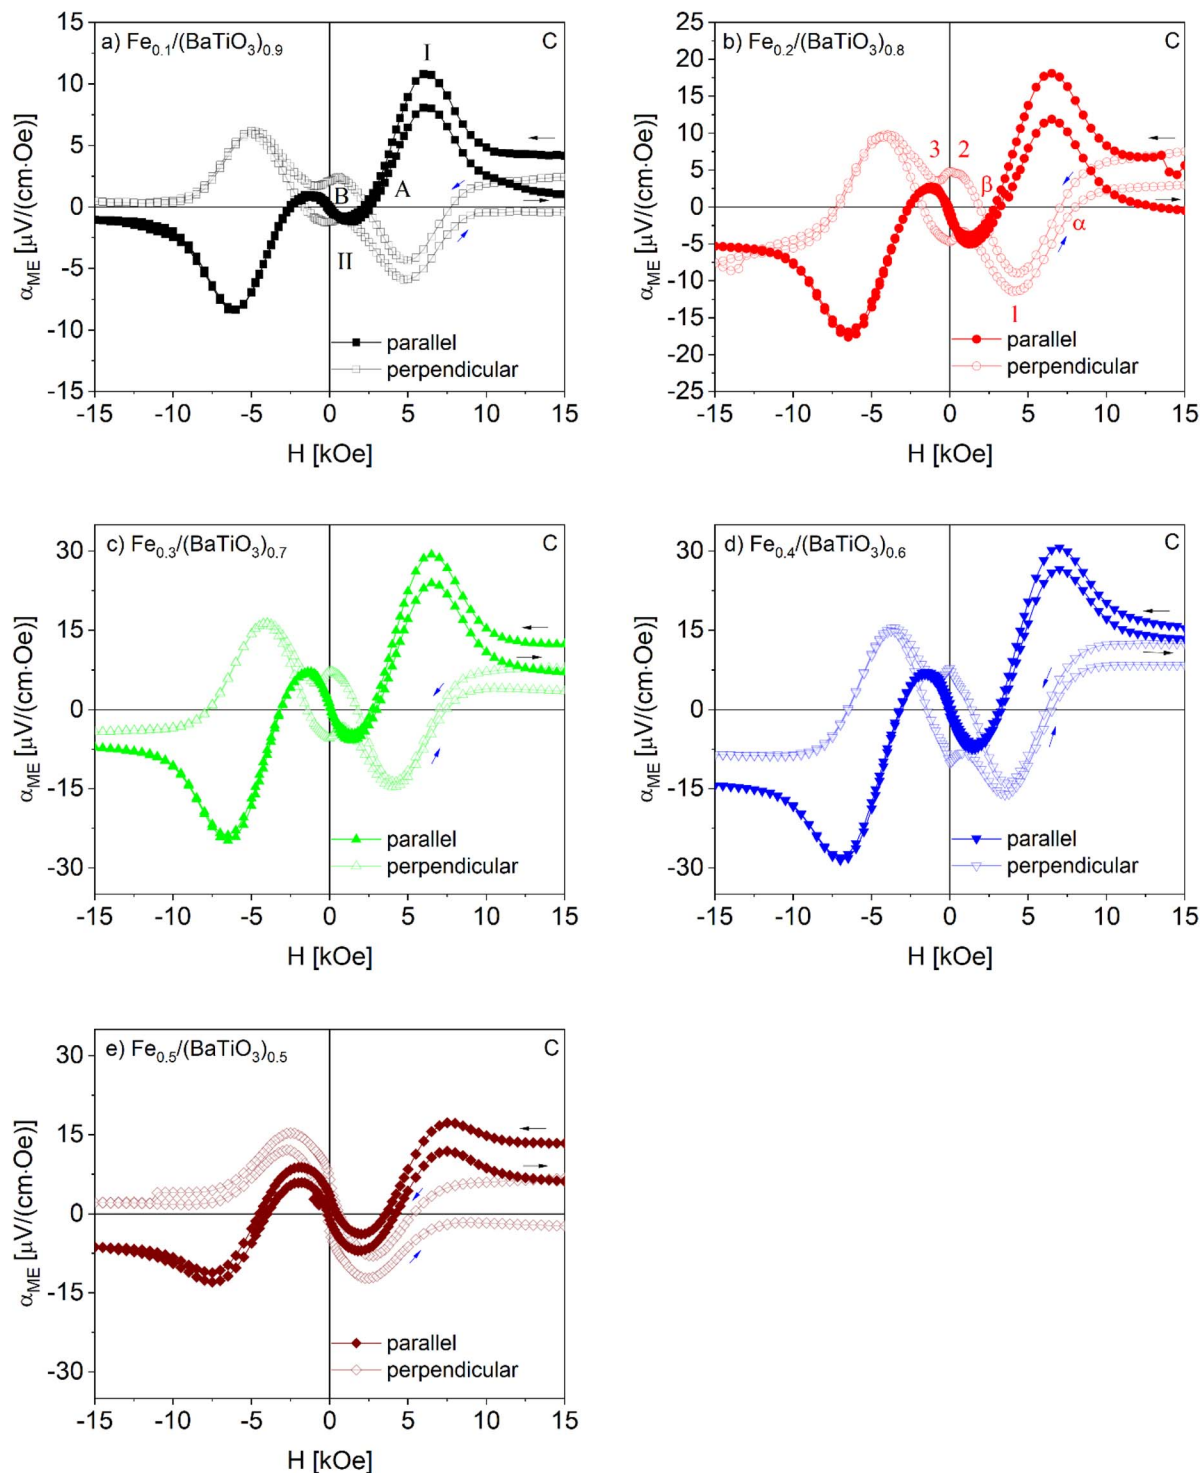 a) Fe0.1/(BaTiO3)0.9
C
I
A
B
II
parallel
perpendicular
15
10
5
0
-5
-10
-15
αME [μV/(cm·Oe)]
-15 -10 -5 0 5 10 15
H [kOe]
b) Fe0.2/(BaTiO3)0.8
C
3 2
β
α
1
parallel
perpendicular
25
20
15
10
5
0
-5
-10
-15
-20
-25
αME [μV/(cm·Oe)]
-15 -10 -5 0 5 10 15
H [kOe]
c) Fe0.3/(BaTiO3)0.7
C
parallel
perpendicular
30
15
0
-15
-30
αME [μV/(cm·Oe)]
-15 -10 -5 0 5 10 15
H [kOe]
d) Fe0.4/(BaTiO3)0.6
C
parallel
perpendicular
30
15
0
-15
-30
αME [μV/(cm·Oe)]
-15 -10 -5 0 5 10 15
H [kOe]
e) Fe0.5/(BaTiO3)0.5
C
parallel
perpendicular
30
15
0
-15
-30
αME [μV/(cm·Oe)]
-15 -10 -5 0 5 10 15
H [kOe]